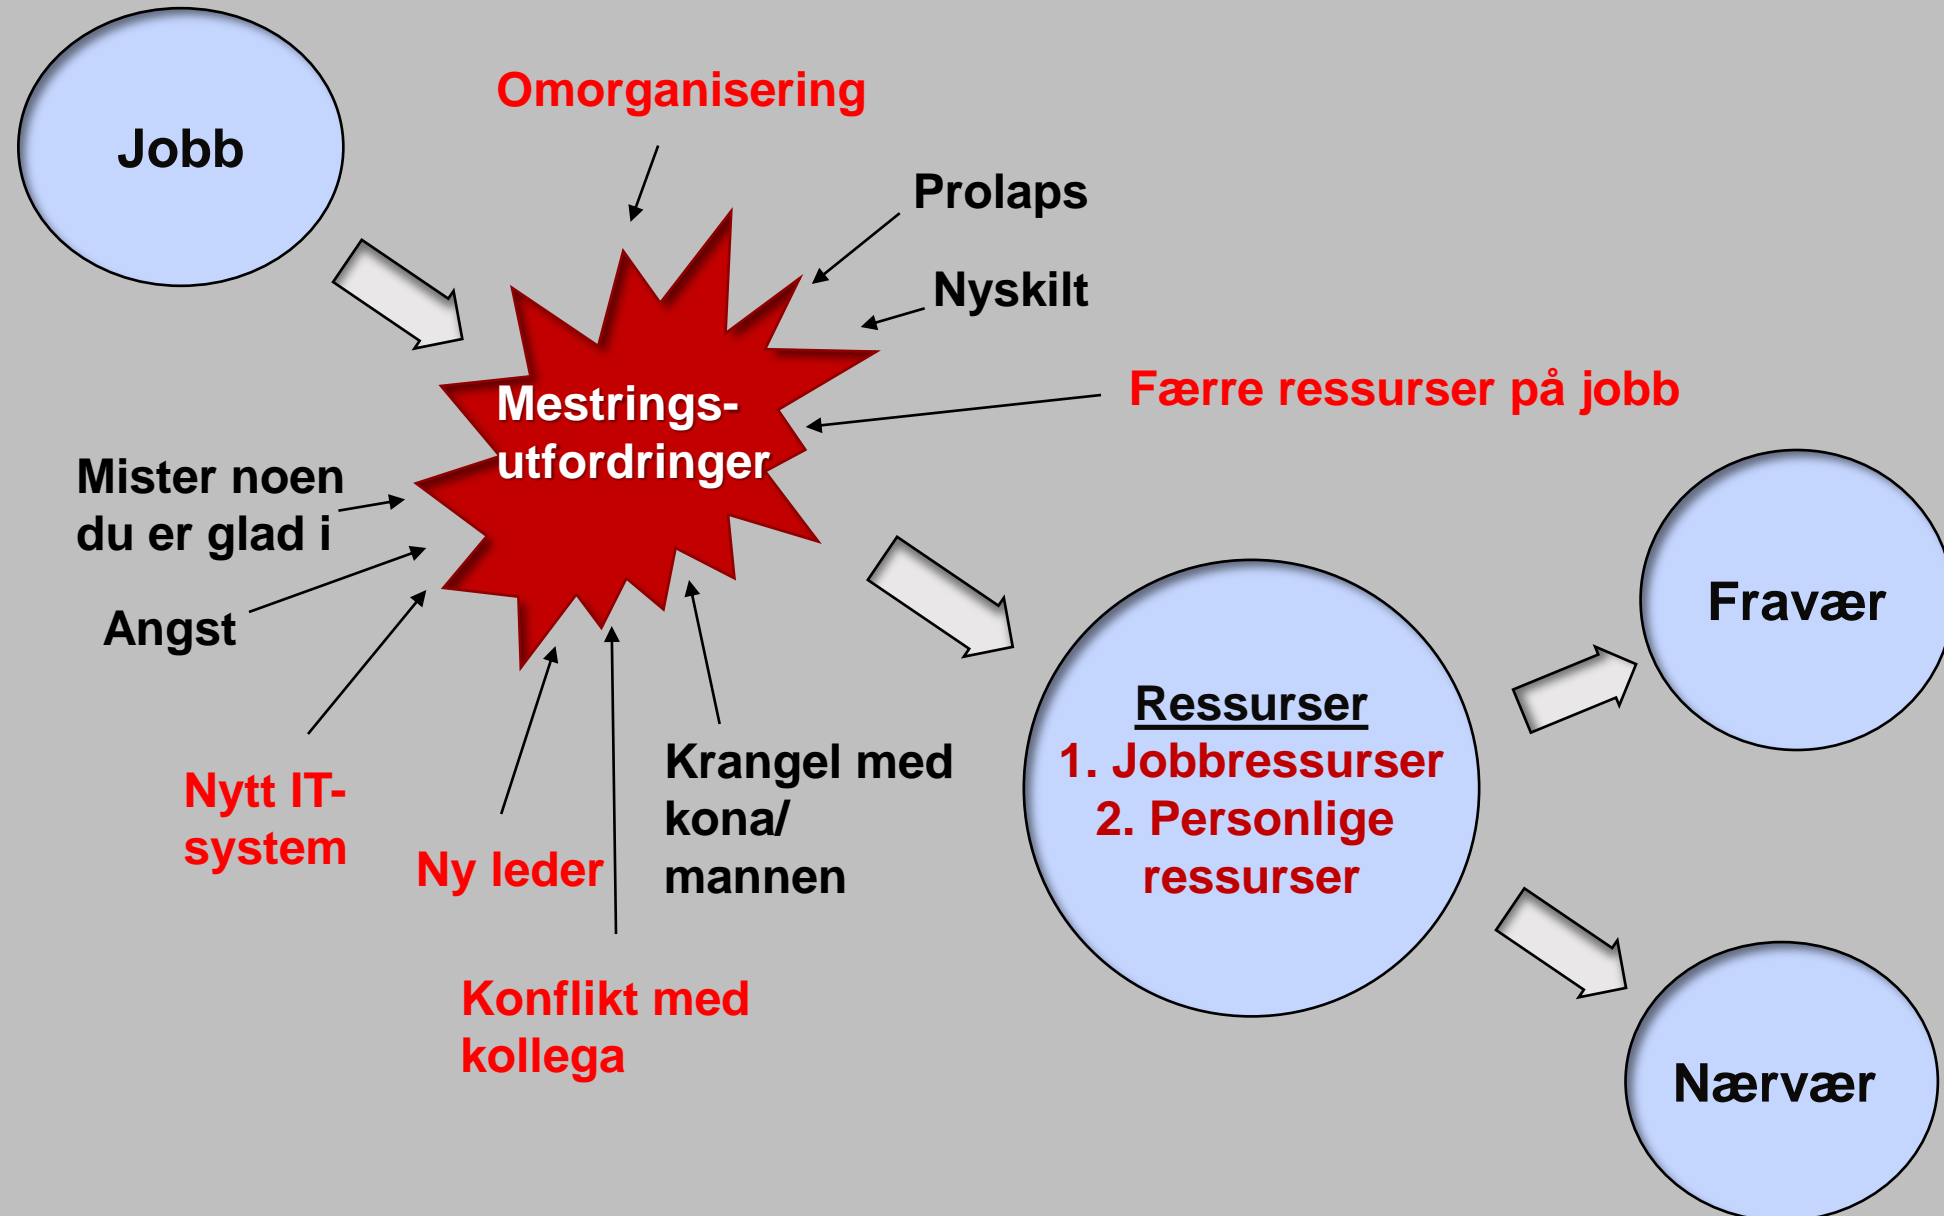 Jobb
Omorganisering
Prolaps
Nyskilt
Færre ressurser på jobb
Mestrings-
utfordringer
Mister noen
du er glad i
Angst
Nytt IT-
system
Ny leder
Konflikt med
kollega
Krangel med
kona/
mannen
Ressurser
1. Jobbressurser
2. Personlige
ressurser
Fravær
Nærvær